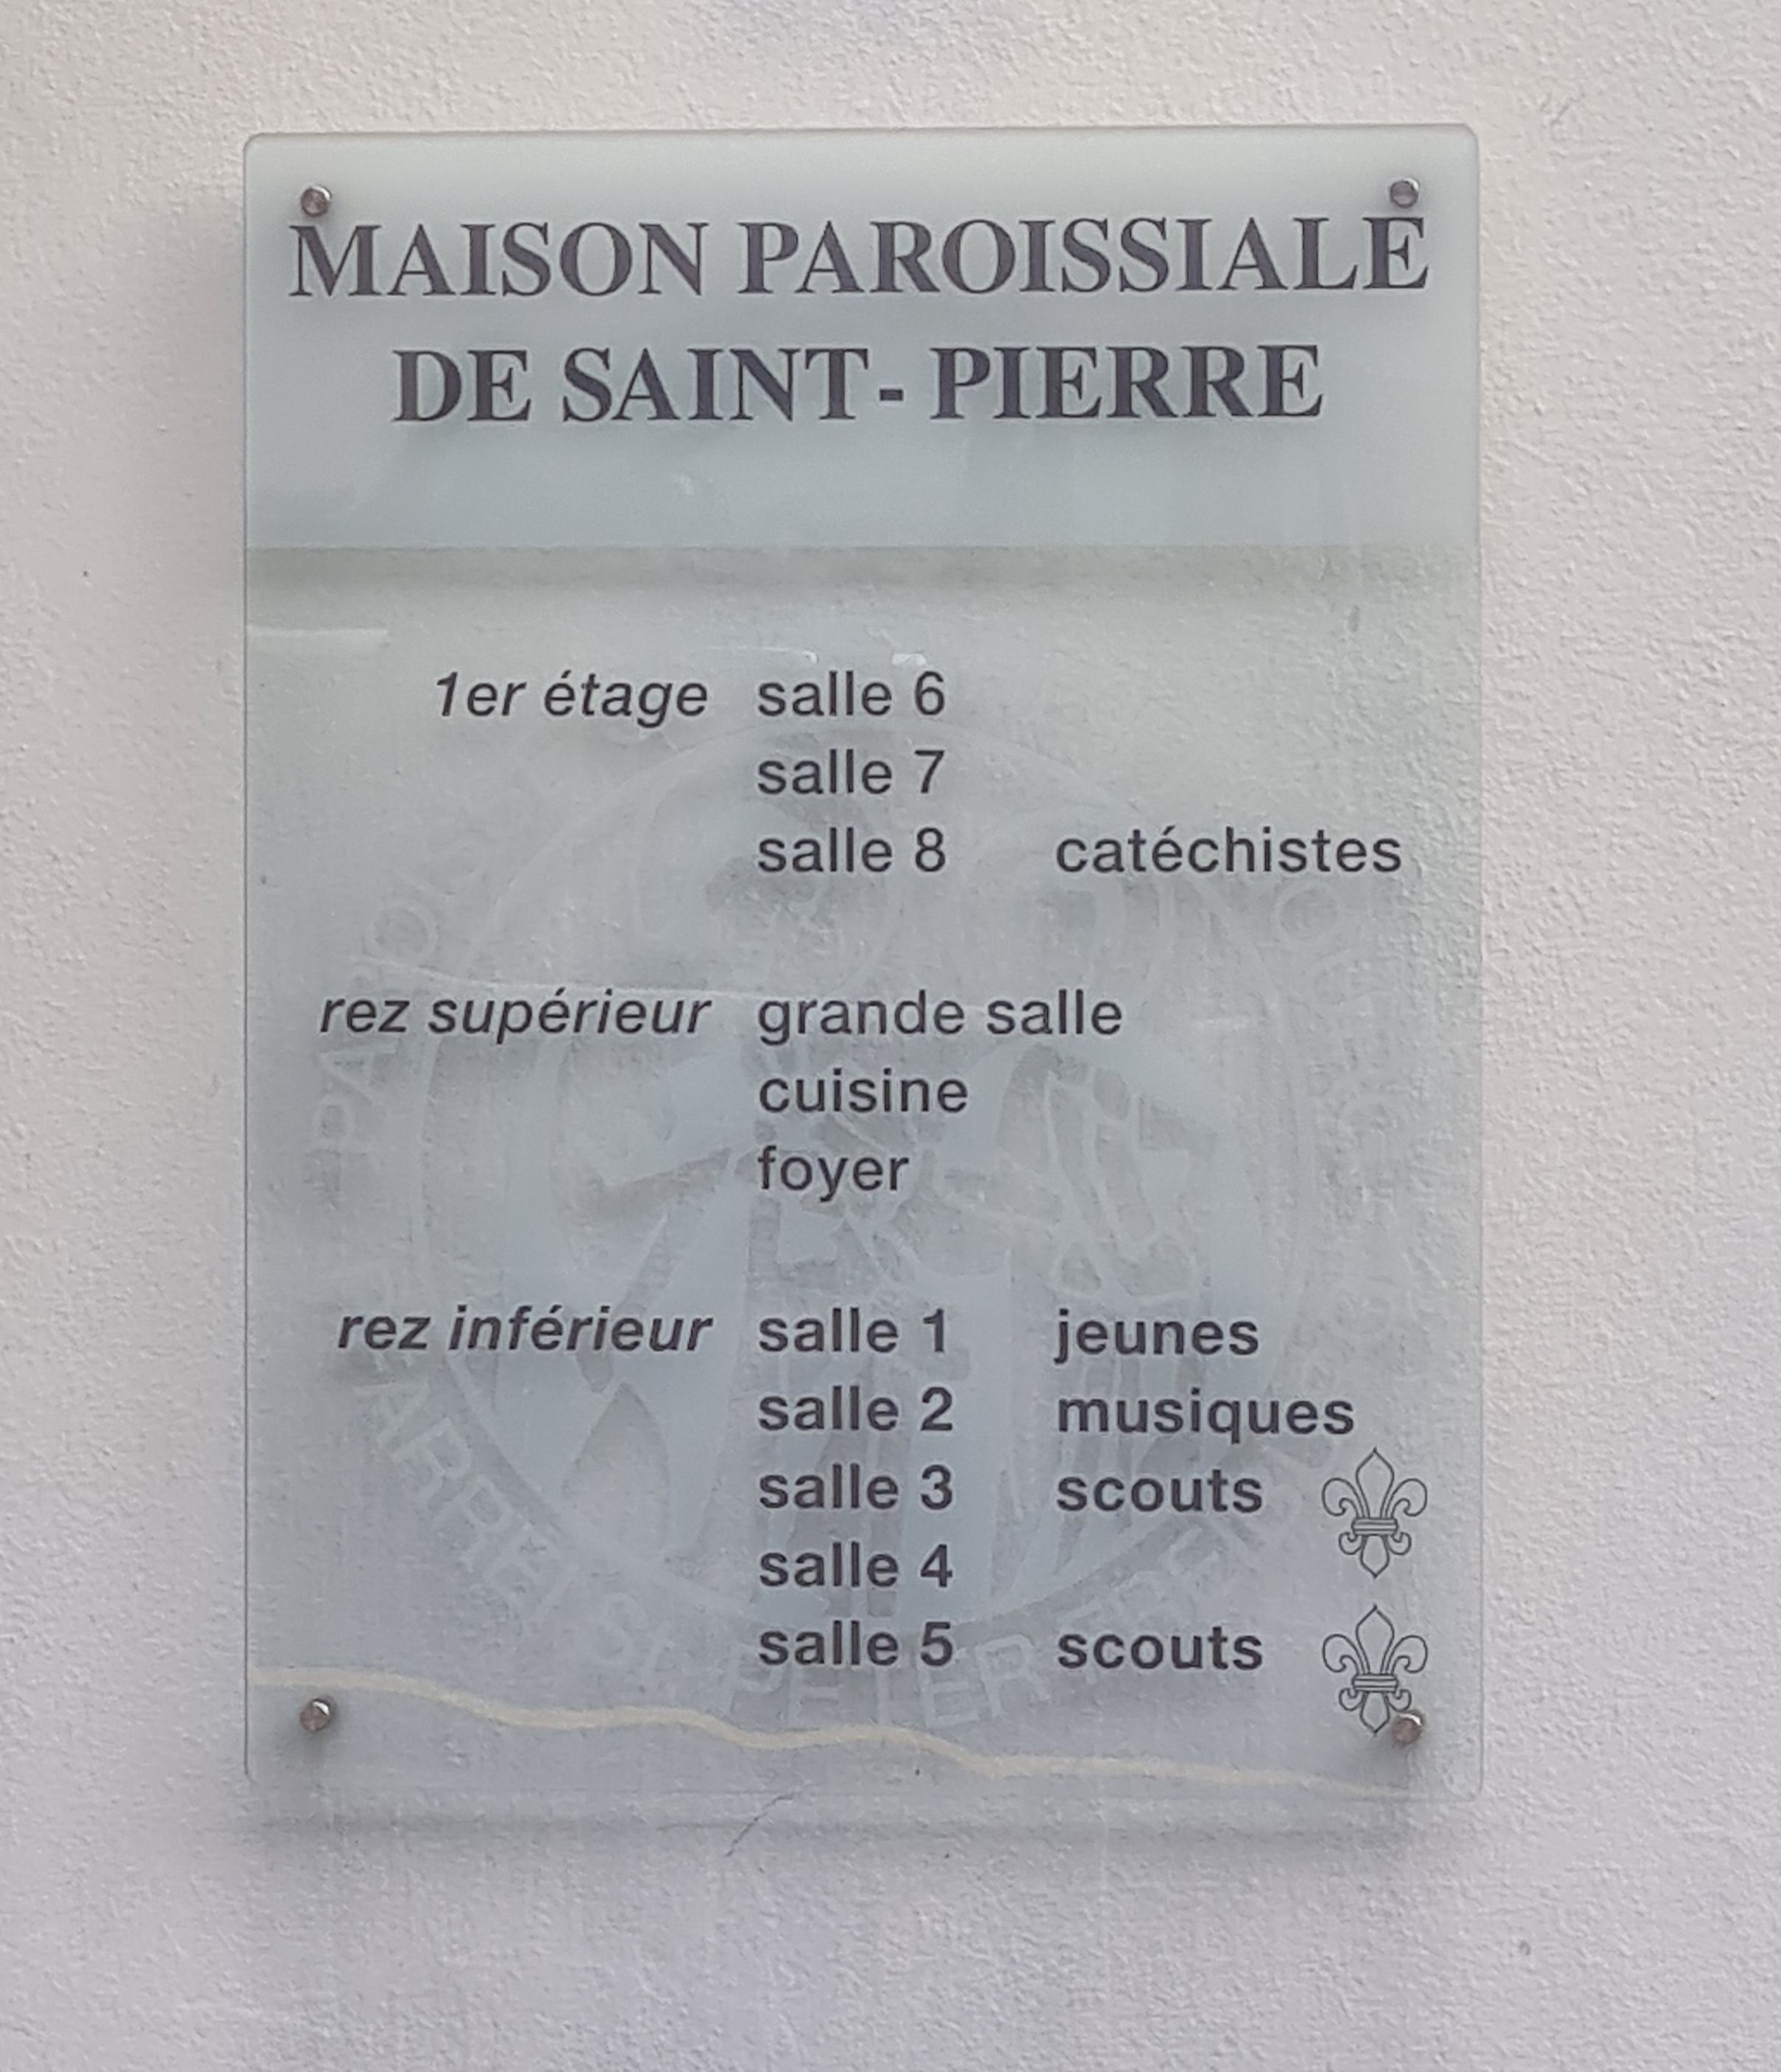 MAISON PAROISSIALE
DE SAINT-PIERRE
1er étage salle 6
salle 7
salle 8 catéchistes
rez supérieur grande salle
cuisine
foyer
rez inférieur salle 1 jeunes
salle 2 musiques
salle 3 scouts
salle 4
salle 5 scouts